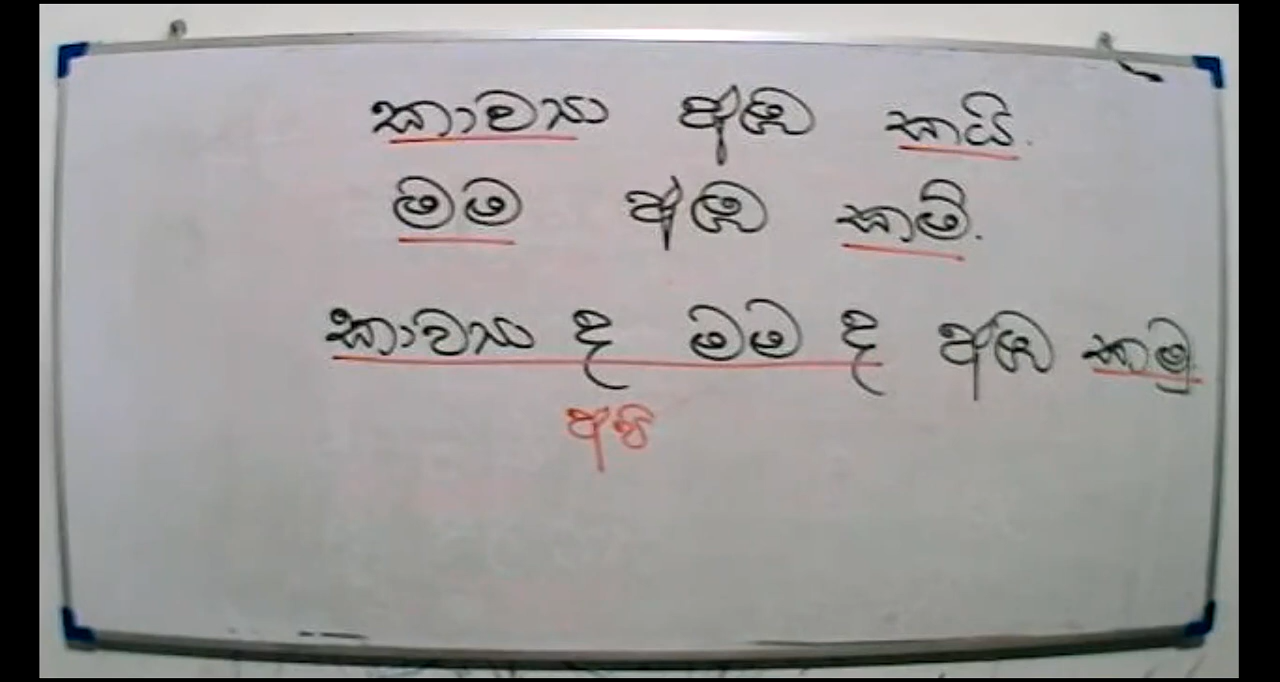 කාව්‍යා අඹ කයි.
මම අඹ කමි.
කාව්‍යා ද මම ද අඹ කමු.
අපි